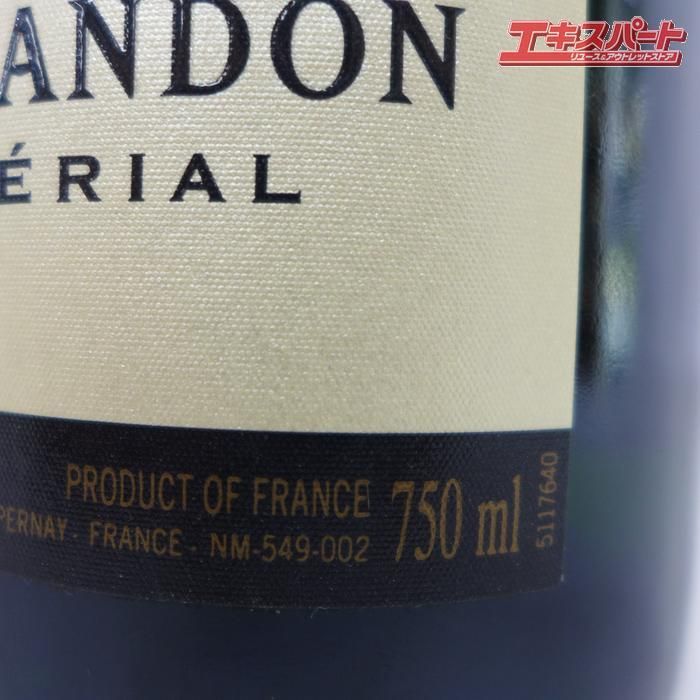 エキスパート
リユース&アウトレットストア
ANDON
ÉRIAL
PRODUCT OF FRANCE
750 ml
PERNAY - FRANCE - NM-549-002
5117640